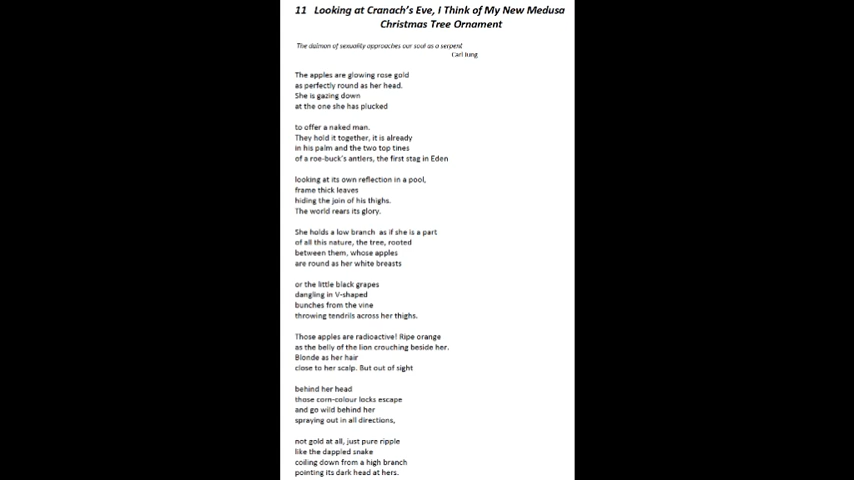 11 Looking at Cranach's Eve, I Think of My New Medusa
Christmas Tree Ornament
The daimon of sexuality approaches our soul as a serpent
Carl Jung
The apples are glowing rose gold
as perfectly round as her head.
She is gazing down
at the one she has plucked
to offer a naked man.
They hold it together, it is already
in his palm and the two top tines
of a roe-buck's antlers, the first stag in Eden
looking at its own reflection in a pool,
frame thick leaves
hiding the join of his thighs.
The world rears its glory.
She holds a low branch as if she is a part
of all this nature, the tree, rooted
between them, whose apples
are round as her white breasts
or the little black grapes
dangling in V-shaped
bunches from the vine
throwing tendrils across her thighs.
Those apples are radioactive! Ripe orange
as the belly of the lion crouching beside her.
Blonde as her hair
close to her scalp. But out of sight
behind her head
those corn-colour locks escape
and go wild behind her
spraying out in all directions,
not gold at all, just pure ripple
like the dappled snake
coiling down from a high branch
pointing its dark head at hers.